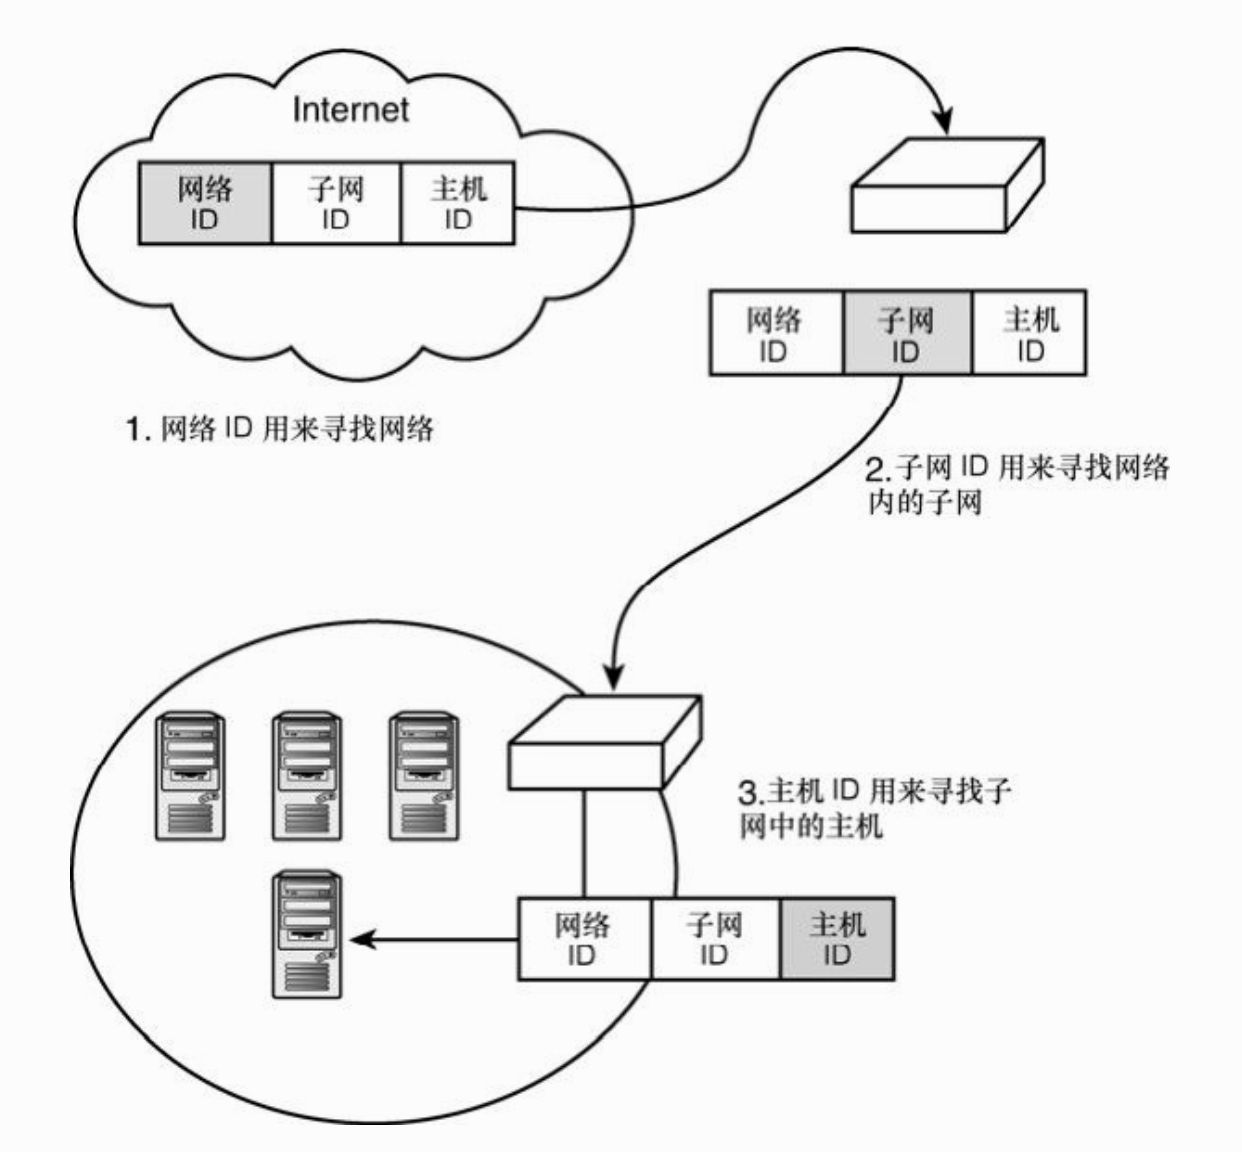 Internet
网络 子网 主机
ID ID ID
网络 子网 主机
ID ID ID
1. 网络 ID 用来寻找网络
2.子网 ID 用来寻找网络
内的子网
3.主机 ID 用来寻找子
网中的主机
网络 子网 主机
ID ID ID